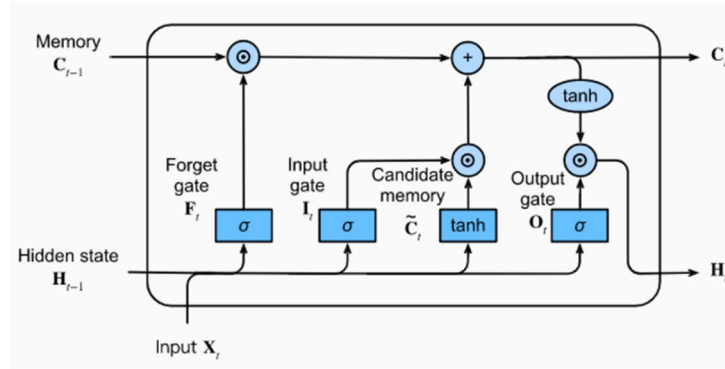 Memory
C_{t-1}
⊙
+
C
tanh
Forget
gate
F_t
Input
gate
I_t
⊙
Candidate
memory
C̃_t
Output
gate
O_t
⊙
σ
σ
tanh
σ
Hidden state
H_{t-1}
H
Input X_t